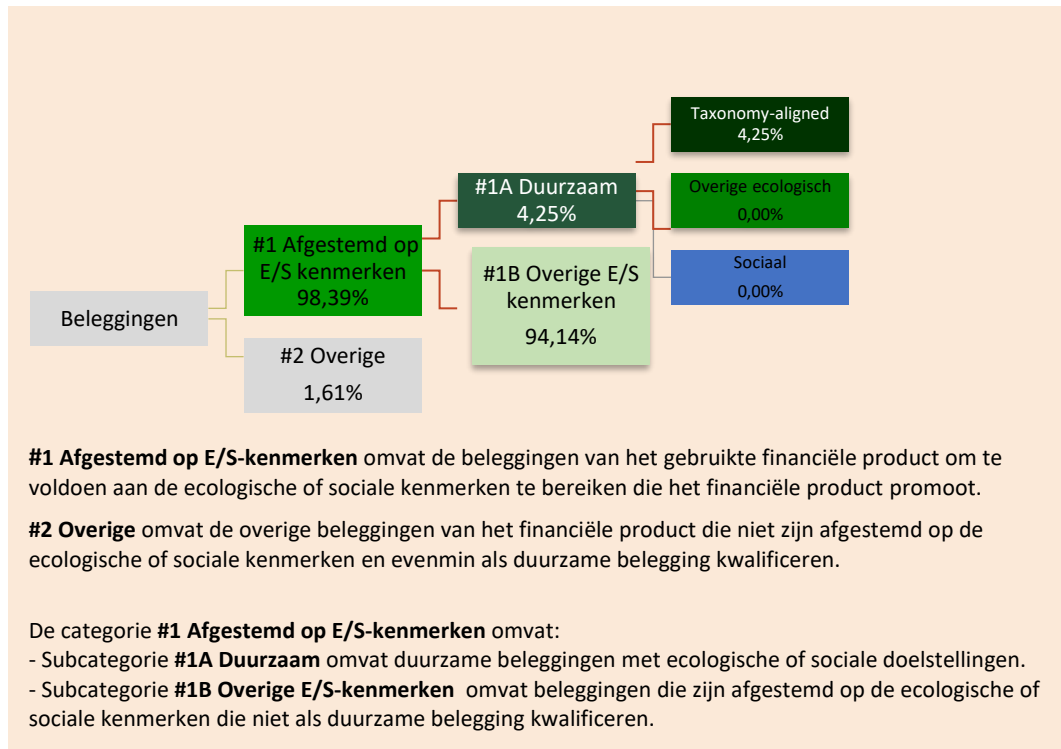 Taxonomy-aligned
4,25%
#1A Duurzaam
4,25%
Overige ecologisch
0,00%
#1 Afgestemd op
E/S kenmerken
98,39%
#1B Overige E/S
kenmerken
94,14%
Sociaal
0,00%
Beleggingen
#2 Overige
1,61%
#1 Afgestemd op E/S-kenmerken omvat de beleggingen van het gebruikte financiële product om te
voldoen aan de ecologische of sociale kenmerken te bereiken die het financiële product promoot.
#2 Overige omvat de overige beleggingen van het financiële product die niet zijn afgestemd op de
ecologische of sociale kenmerken en evenmin als duurzame belegging kwalificeren.
De categorie #1 Afgestemd op E/S-kenmerken omvat:
- Subcategorie #1A Duurzaam omvat duurzame beleggingen met ecologische of sociale doelstellingen.
- Subcategorie #1B Overige E/S-kenmerken omvat beleggingen die zijn afgestemd op de ecologische of
sociale kenmerken die niet als duurzame belegging kwalificeren.